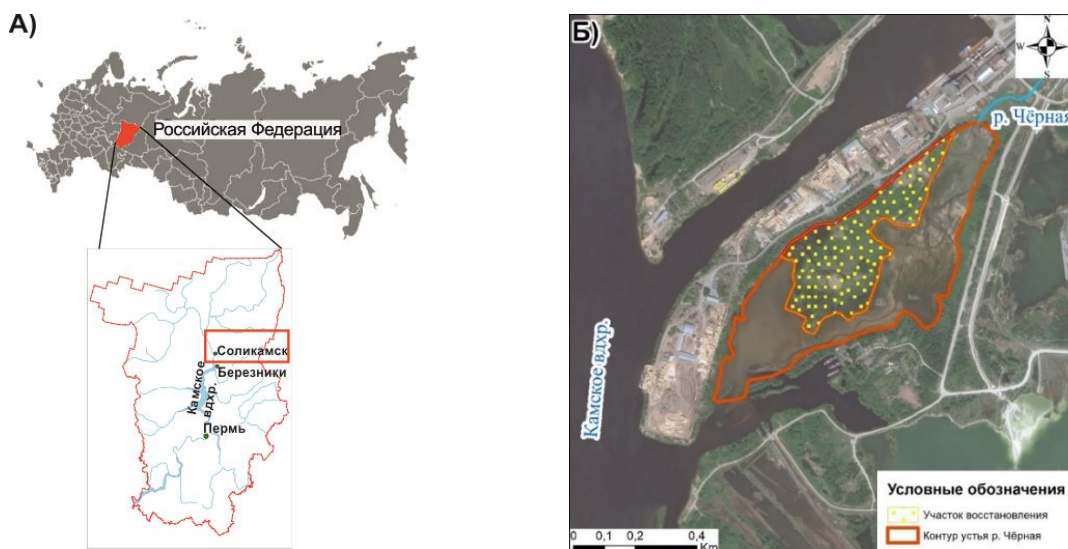 А)
Российская Федерация
Соликамск
Березники
Камское
вдхр.
Пермь
Б)
N
W
E
S
р. Чёрная
Камское вдхр.
Условные обозначения
Участок восстановления
Контур устья р. Чёрная
0 0,1 0,2 0,4
Km